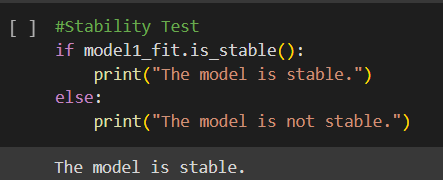 [ ] #Stability Test
if model1_fit.is_stable():
    print("The model is stable.")
else:
    print("The model is not stable.")
The model is stable.